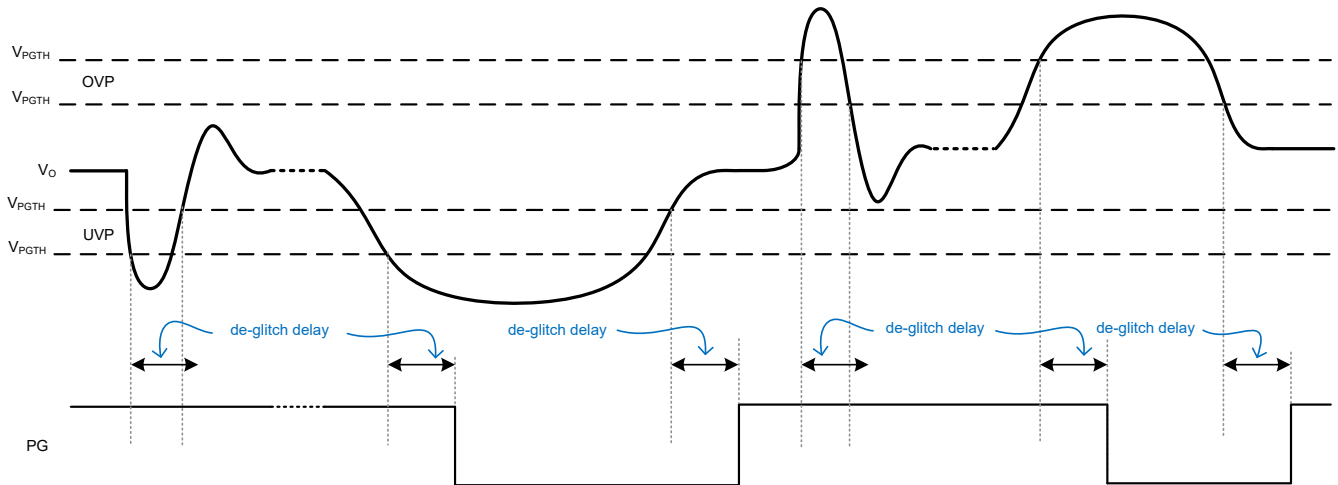 VPGTH
OVP
VPGTH
VO
VPGTH
UVP
VPGTH
de-glitch delay
de-glitch delay
de-glitch delay
de-glitch delay
PG